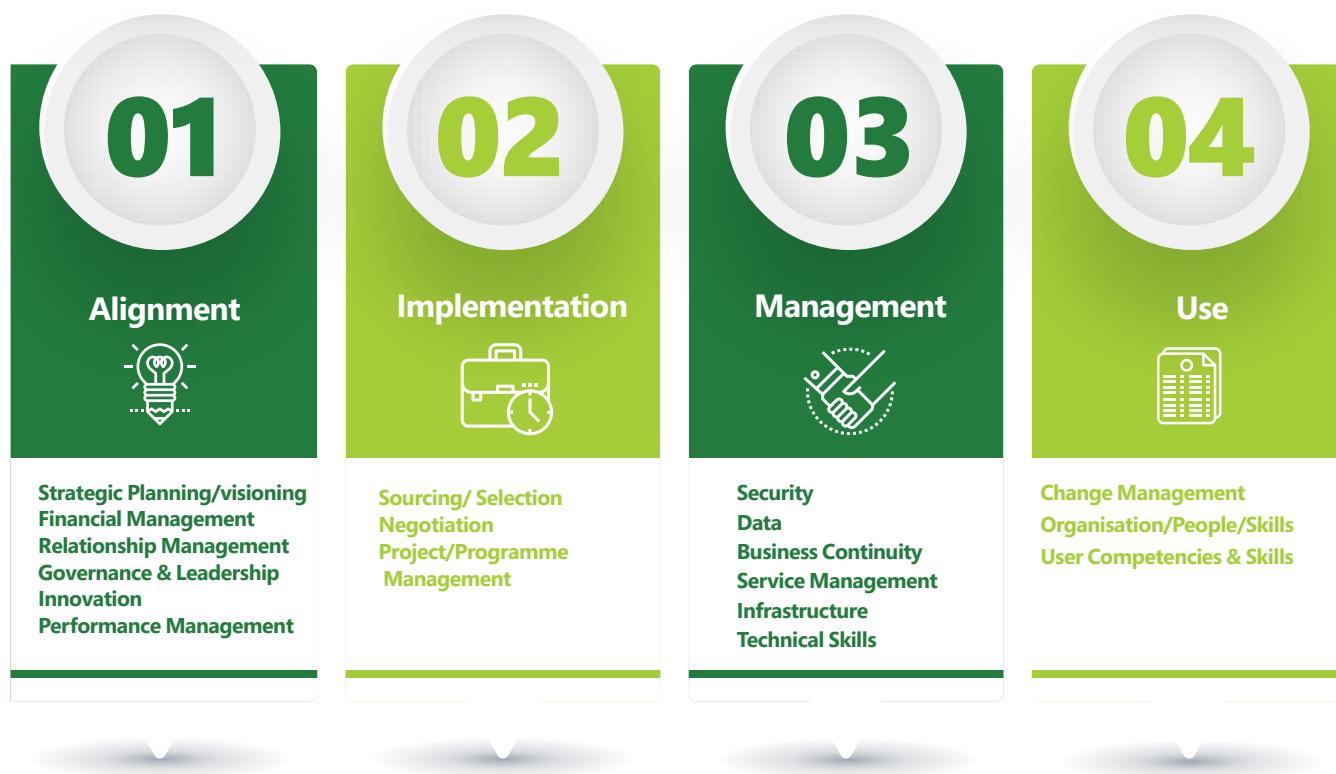 01
Alignment
Strategic Planning/visioning
Financial Management
Relationship Management
Governance & Leadership
Innovation
Performance Management
02
Implementation
Sourcing/ Selection
Negotiation
Project/Programme
Management
03
Management
Security
Data
Business Continuity
Service Management
Infrastructure
Technical Skills
04
Use
Change Management
Organisation/People/Skills
User Competencies & Skills